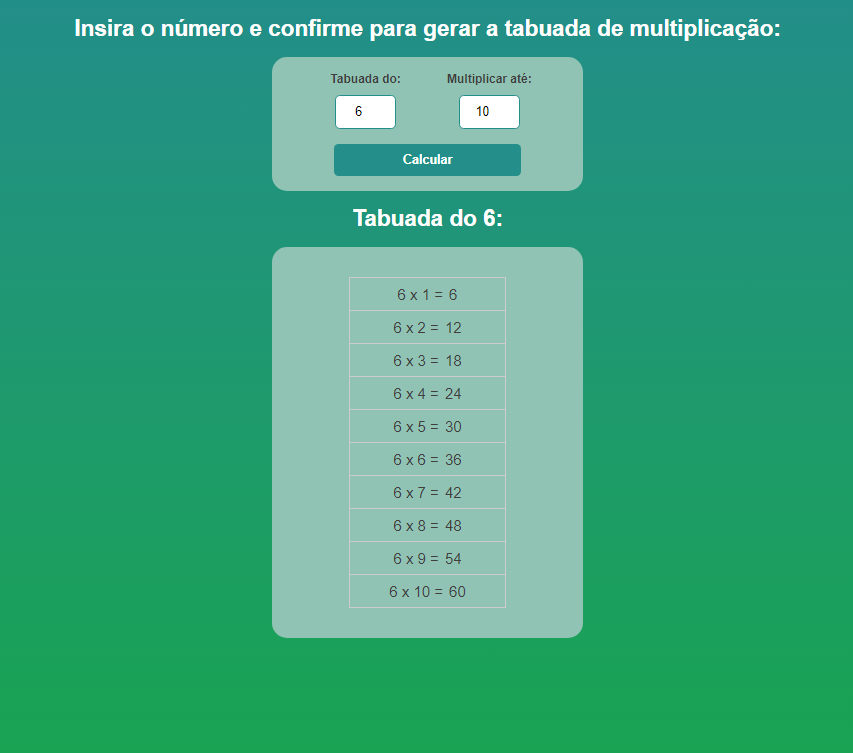 Insira o número e confirme para gerar a tabuada de multiplicação:
Tabuada do: Multiplicar até:
6 10
Calcular
Tabuada do 6:
6 x 1 = 6
6 x 2 = 12
6 x 3 = 18
6 x 4 = 24
6 x 5 = 30
6 x 6 = 36
6 x 7 = 42
6 x 8 = 48
6 x 9 = 54
6 x 10 = 60